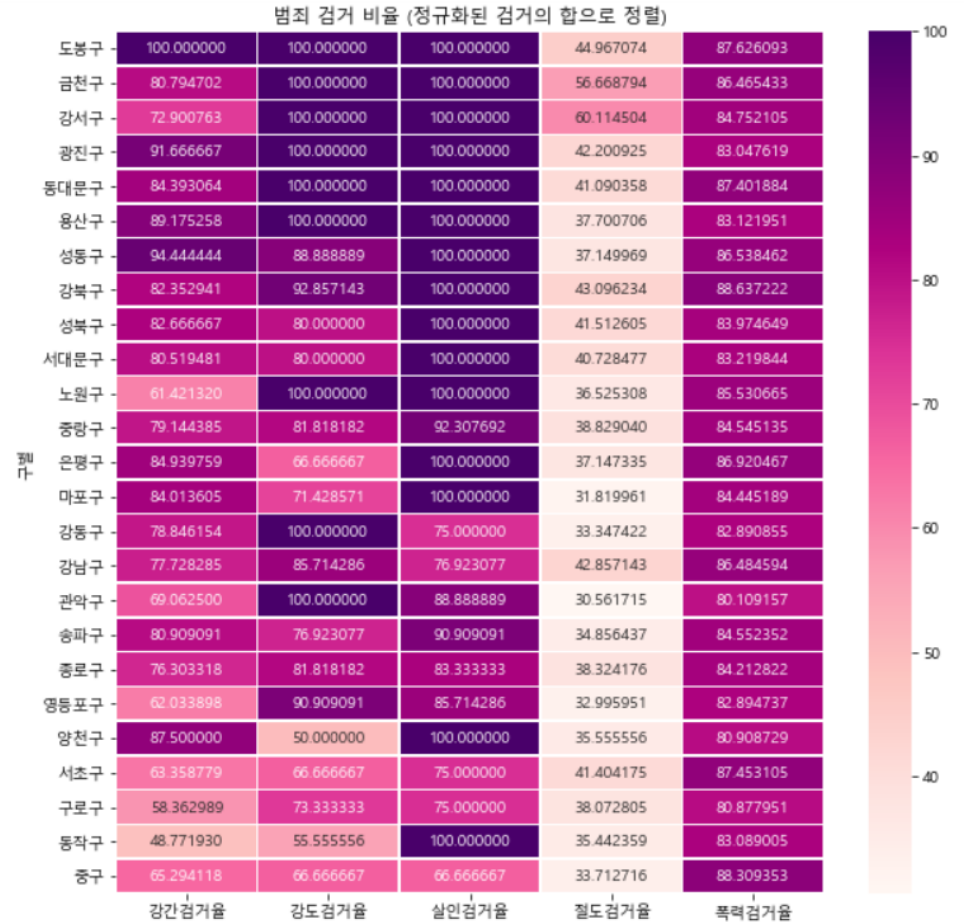 범죄 검거 비율 (정규화된 검거의 합으로 정렬)
도봉구 100.000000 100.000000 100.000000 44.967074 87.626093
금천구 80.794702 100.000000 100.000000 56.668794 86.465433
강서구 72.900763 100.000000 100.000000 60.114504 84.752105
광진구 91.666667 100.000000 100.000000 42.200925 83.047619
동대문구 84.393064 100.000000 100.000000 41.090358 87.401884
용산구 89.175258 100.000000 100.000000 37.700706 83.121951
성동구 94.444444 88.888889 100.000000 37.149969 86.538462
강북구 82.352941 92.857143 100.000000 43.096234 88.637222
성북구 82.666667 80.000000 100.000000 41.512605 83.974649
서대문구 80.519481 80.000000 100.000000 40.728477 83.219844
노원구 61.421320 100.000000 100.000000 36.525308 85.530665
중랑구 79.144385 81.818182 92.307692 38.829040 84.545135
은평구 84.939759 66.666667 100.000000 37.147335 86.920467
마포구 84.013605 71.428571 100.000000 31.819961 84.445189
강동구 78.846154 100.000000 75.000000 33.347422 82.890855
강남구 77.728285 85.714286 76.923077 42.857143 86.484594
관악구 69.062500 100.000000 88.888889 30.561715 80.109157
송파구 80.909091 76.923077 90.909091 34.856437 84.552352
종로구 76.303318 81.818182 83.333333 38.324176 84.212822
영등포구 62.033898 90.909091 85.714286 32.995951 82.894737
양천구 87.500000 50.000000 100.000000 35.555556 80.908729
서초구 63.358779 66.666667 75.000000 41.404175 87.453105
구로구 58.362989 73.333333 75.000000 38.072805 80.877951
동작구 48.771930 55.555556 100.000000 35.442359 83.089005
중구 65.294118 66.666667 66.666667 33.712716 88.309353
강간검거율 강도검거율 살인검거율 절도검거율 폭력검거율
구별
100
90
80
70
60
50
40